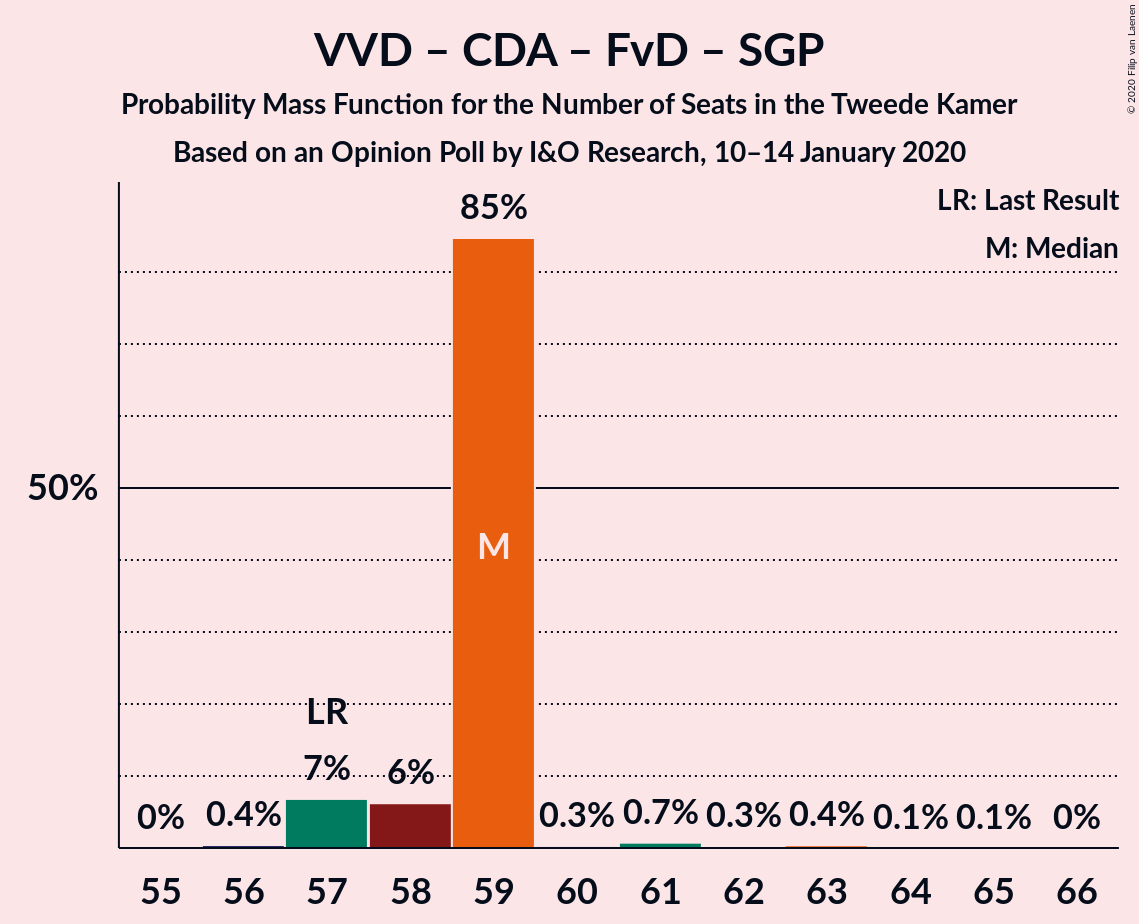 VVD – CDA – FvD – SGP
Probability Mass Function for the Number of Seats in the Tweede Kamer
Based on an Opinion Poll by I&O Research, 10–14 January 2020
© 2020 Filip van Laenen
LR: Last Result
M: Median
85%
50%
M
LR
7%
6%
0%
0.4%
0.3%
0.7%
0.3%
0.4%
0.1%
0.1%
0%
55 56 57 58 59 60 61 62 63 64 65 66